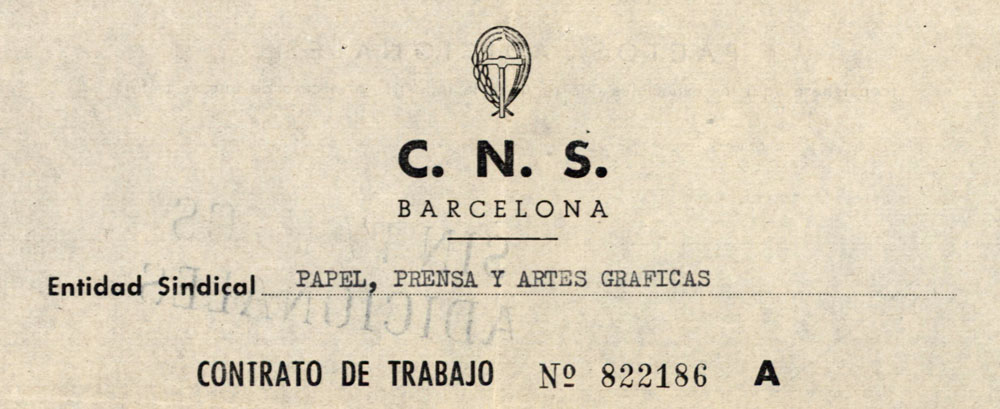 C. N. S.
BARCELONA
Entidad Sindical PAPEL, PRENSA Y ARTES GRAFICAS
CONTRATO DE TRABAJO Nº 822186 A